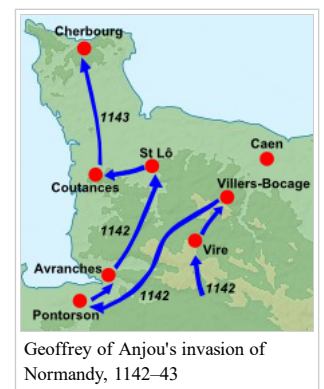 Cherbourg
1143
St Lô
Caen
Coutances
Villers-Bocage
1142
Vire
Avranches
1142
1142
Pontorson
Geoffrey of Anjou's invasion of
Normandy, 1142–43